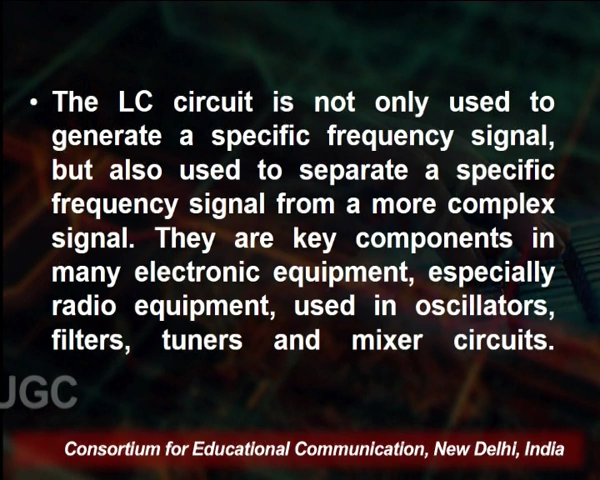 • The LC circuit is not only used to
generate a specific frequency signal,
but also used to separate a specific
frequency signal from a more complex
signal. They are key components in
many electronic equipment, especially
radio equipment, used in oscillators,
filters, tuners and mixer circuits.
UGC
Consortium for Educational Communication, New Delhi, India